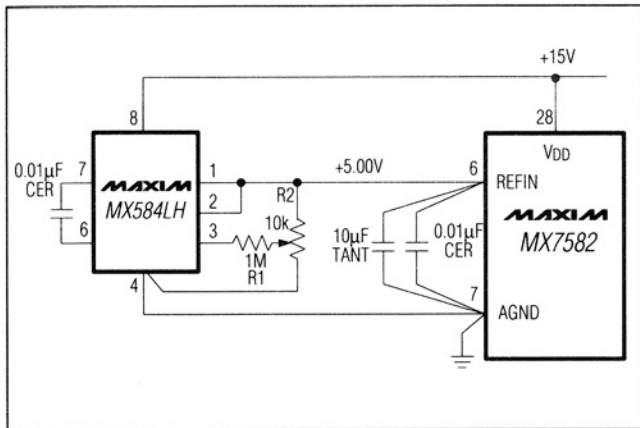 +15V
8
28
VDD
0.01µF
CER
7
MAXIM
MX584LH
1
+5.00V
6
REFIN
2
R2
10k
6
3
1M
R1
4
10µF
TANT
0.01µF
CER
MAXIM
MX7582
7
AGND